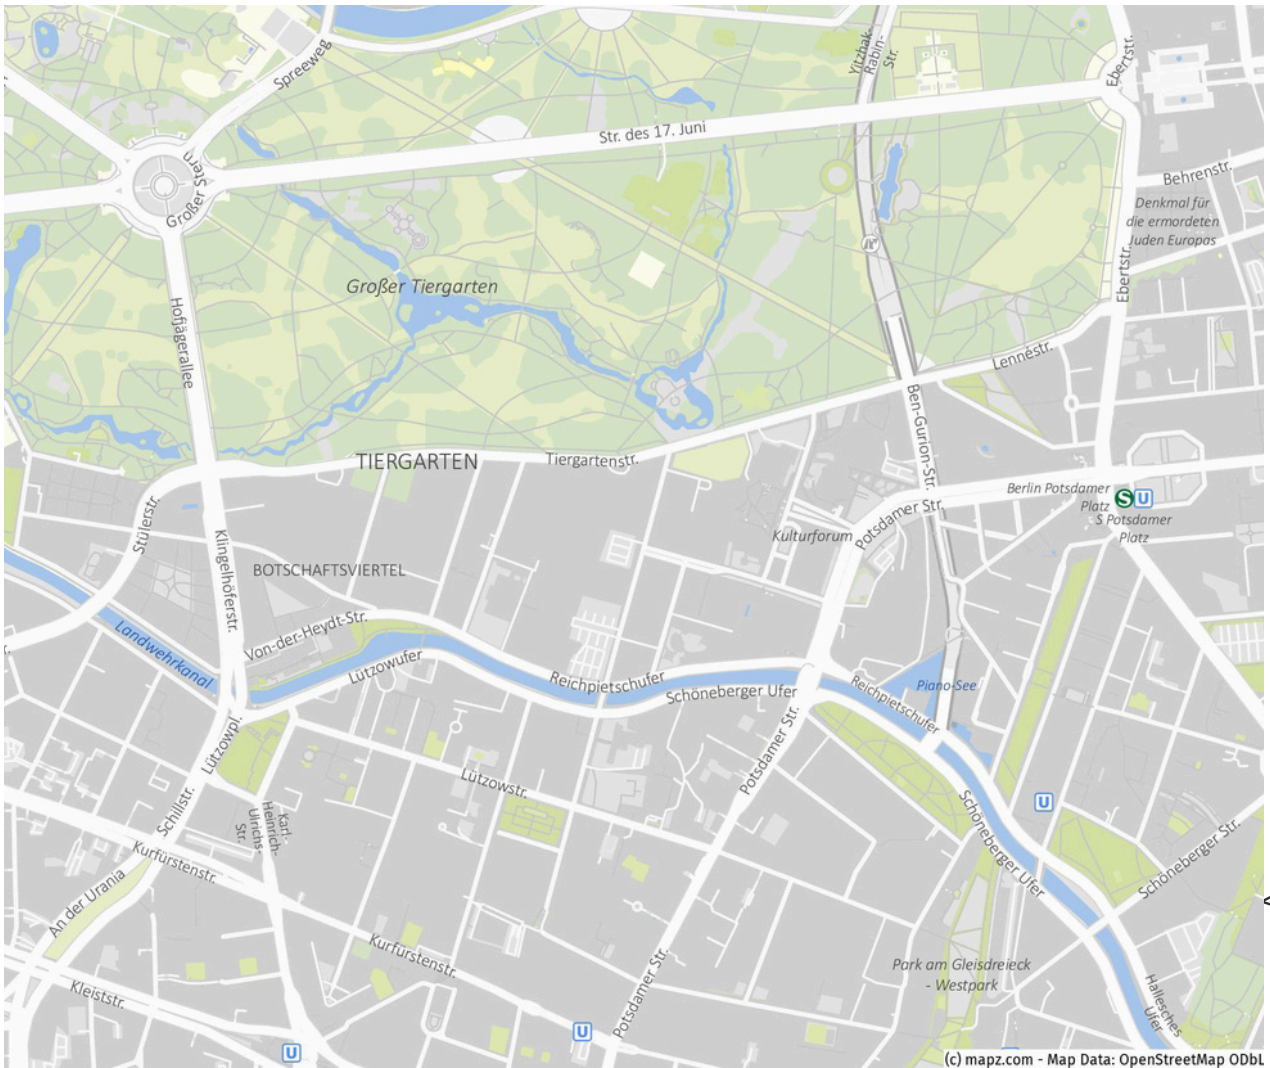 Spreeweg
Yitzhak-
Rabin-
Str.
Ebertstr.
Str. des 17. Juni
Großer Stern
Behrenstr.
Denkmal für
die ermordeten
Juden Europas
Ebertstr.
Großer Tiergarten
Hofjägerallee
Lennéstr.
Ben-Gurion-Str.
TIERGARTEN
Tiergartenstr.
Berlin Potsdamer
Platz
S
U
S Potsdamer
Platz
Stülerstr.
Potsdamer Str.
Kulturforum
Klingelhöferstr.
BOTSCHAFTSVIERTEL
Von-der-Heydt-Str.
Landwehrkanal
Lützowufer
Reichpietschufer
Schöneberger Ufer
Reichpietschufer
Piano-See
Lützowpl.
Potsdamer Str.
Lützowstr.
Schillstr.
Karl-
Heinrich-
Ulrichs-
Str.
U
Schöneberger Ufer
Schöneberger Str.
Kurfürstenstr.
An der Urania
Kurfürstenstr.
Potsdamer Str.
Park am Gleisdreieck
- Westpark
Kleiststr.
Hallesches
Ufer
U
U
(c) mapz.com - Map Data: OpenStreetMap ODbL